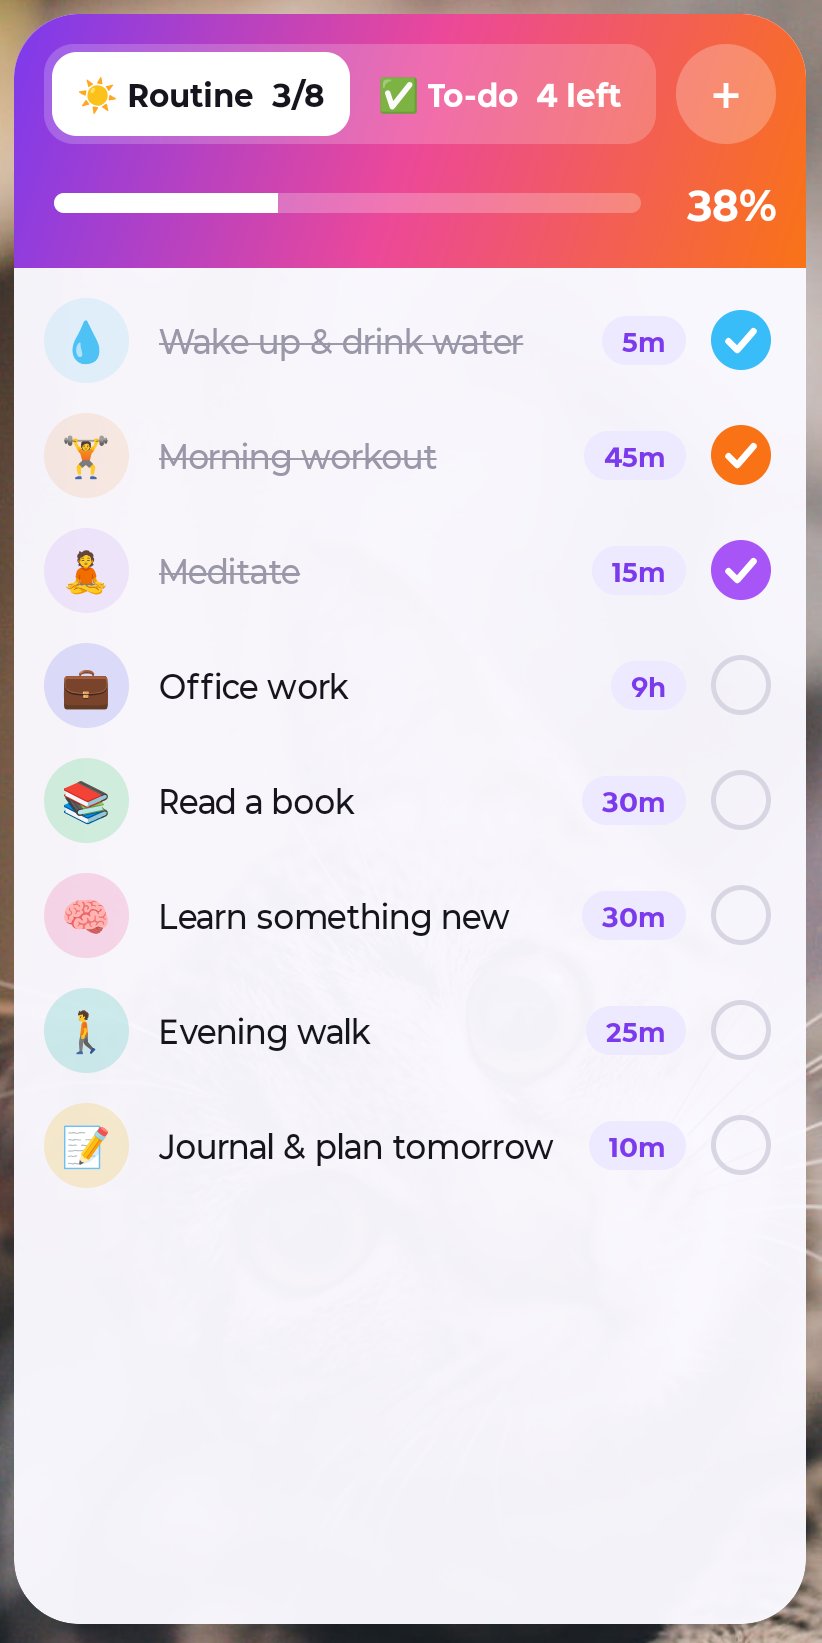 Routine 3/8
To-do 4 left
+
38%
Wake up & drink water 5m
Morning workout 45m
Meditate 15m
Office work 9h
Read a book 30m
Learn something new 30m
Evening walk 25m
Journal & plan tomorrow 10m